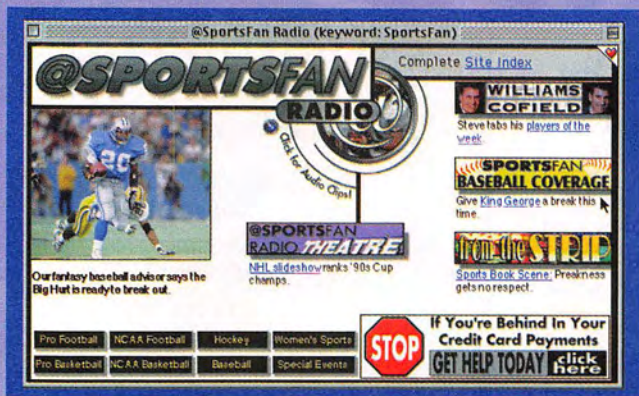 @SportsFan Radio (keyword: SportsFan)
@SPORTSFAN
RADIO
Click for Audio Clips!
Complete Site Index
WILLIAMS
COFIELD
Steve tabs his players of the
week.
SPORTSFAN
BASEBALL COVERAGE
Give King George a break this
time.
from the STRIP
Sports Book Scene: Preakness
gets no respect.
20
Our fantasy baseball advisor says the
Big Hurt is ready to break out.
@SPORTSFAN
RADIO THEATRE
NHL slideshow ranks '90s Cup
champs.
Pro Football
NCAA Football
Hockey
Women's Sports
Pro Basketball
NCAA Basketball
Baseball
Special Events
STOP
If You're Behind In Your
Credit Card Payments
GET HELP TODAY
click
here